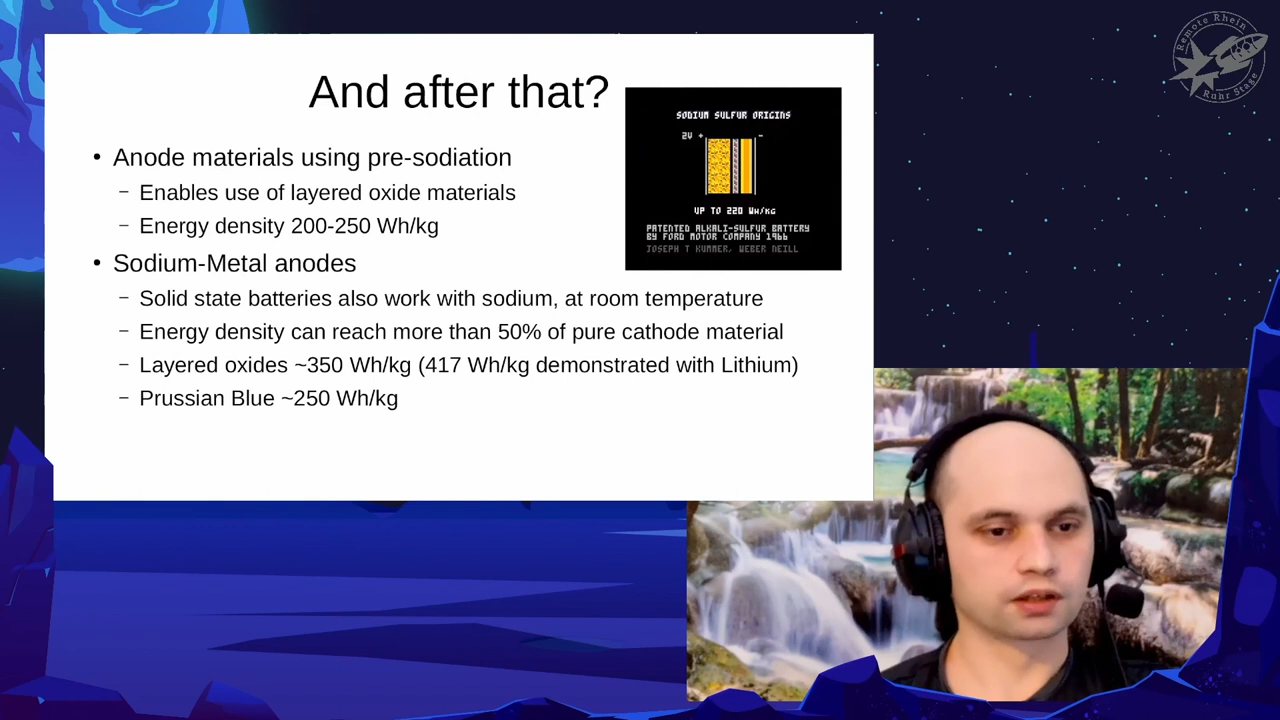 And after that?
• Anode materials using pre-sodiation
– Enables use of layered oxide materials
– Energy density 200-250 Wh/kg
• Sodium-Metal anodes
– Solid state batteries also work with sodium, at room temperature
– Energy density can reach more than 50% of pure cathode material
– Layered oxides ~350 Wh/kg (417 Wh/kg demonstrated with Lithium)
– Prussian Blue ~250 Wh/kg
SODIUM SULFUR ORIGINS
2V + -
UP TO 220 WH/KG
PATENTED ALKALI-SULFUR BATTERY
BY FORD MOTOR COMPANY 1966
JOSEPH T KUMMER, WEBER NEILL
Remote Rhein
Ruhr Stage